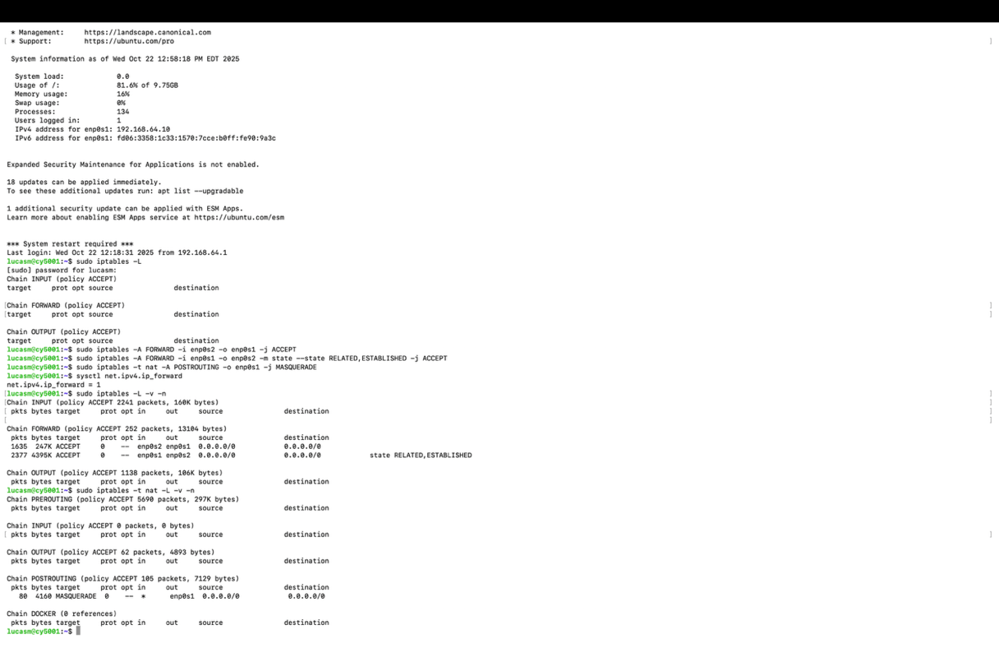 * Management:     https://landscape.canonical.com
[ * Support:        https://ubuntu.com/pro ]
System information as of Wed Oct 22 12:58:18 PM EDT 2025
System load:             0.0
Usage of /:              81.6% of 9.75GB
Memory usage:            16%
Swap usage:              0%
Processes:               134
Users logged in:         1
IPv4 address for enp0s1: 192.168.64.10
IPv6 address for enp0s1: fd06:3358:1c33:1570:7cce:b0ff:fe90:9a3c
Expanded Security Maintenance for Applications is not enabled.
18 updates can be applied immediately.
To see these additional updates run: apt list --upgradable
1 additional security update can be applied with ESM Apps.
Learn more about enabling ESM Apps service at https://ubuntu.com/esm
*** System restart required ***
Last login: Wed Oct 22 12:18:31 2025 from 192.168.64.1
lucasm@cy5001:~$ sudo iptables -L
[sudo] password for lucasm:
Chain INPUT (policy ACCEPT)
target     prot opt source               destination
[Chain FORWARD (policy ACCEPT) ]
[target     prot opt source               destination ]
Chain OUTPUT (policy ACCEPT)
target     prot opt source               destination
lucasm@cy5001:~$ sudo iptables -A FORWARD -i enp0s2 -o enp0s1 -j ACCEPT
lucasm@cy5001:~$ sudo iptables -A FORWARD -i enp0s1 -o enp0s2 -m state --state RELATED,ESTABLISHED -j ACCEPT
lucasm@cy5001:~$ sudo iptables -t nat -A POSTROUTING -o enp0s1 -j MASQUERADE
lucasm@cy5001:~$ sysctl net.ipv4.ip_forward
net.ipv4.ip_forward = 1
[lucasm@cy5001:~$ sudo iptables -L -v -n ]
[Chain INPUT (policy ACCEPT 2241 packets, 160K bytes) ]
[ pkts bytes target     prot opt in     out     source               destination ]
[ ]
Chain FORWARD (policy ACCEPT 252 packets, 13104 bytes)
pkts bytes target     prot opt in     out     source               destination
1635  247K ACCEPT     0    --  enp0s2 enp0s1  0.0.0.0/0            0.0.0.0/0
2377 4395K ACCEPT     0    --  enp0s1 enp0s2  0.0.0.0/0            0.0.0.0/0            state RELATED,ESTABLISHED
Chain OUTPUT (policy ACCEPT 1138 packets, 106K bytes)
pkts bytes target     prot opt in     out     source               destination
lucasm@cy5001:~$ sudo iptables -t nat -L -v -n
Chain PREROUTING (policy ACCEPT 5690 packets, 297K bytes)
pkts bytes target     prot opt in     out     source               destination
Chain INPUT (policy ACCEPT 0 packets, 0 bytes)
[ pkts bytes target     prot opt in     out     source               destination ]
Chain OUTPUT (policy ACCEPT 62 packets, 4893 bytes)
pkts bytes target     prot opt in     out     source               destination
Chain POSTROUTING (policy ACCEPT 105 packets, 7129 bytes)
pkts bytes target     prot opt in     out     source               destination
80  4160 MASQUERADE  0    --  *      enp0s1  0.0.0.0/0            0.0.0.0/0
Chain DOCKER (0 references)
pkts bytes target     prot opt in     out     source               destination
lucasm@cy5001:~$